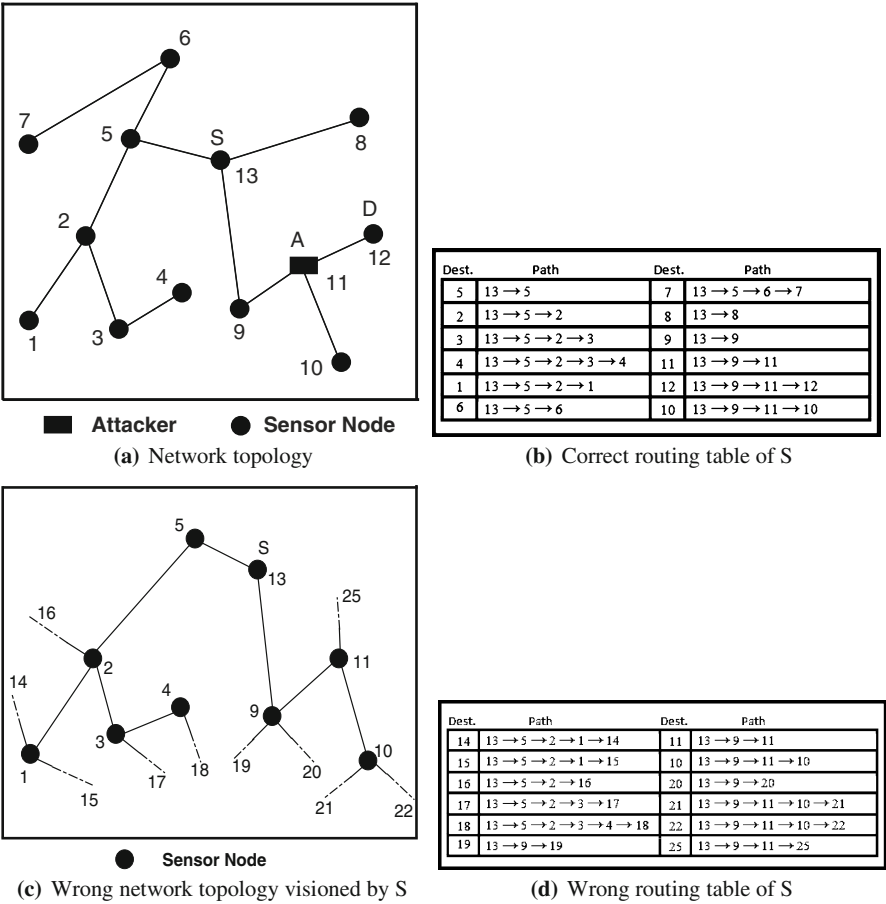 6
7
5
S
13
8
2
D
12
A
11
4
9
1
3
10
Attacker Sensor Node
(a) Network topology
Dest. Path Dest. Path
5 13 → 5 7 13 → 5 → 6 → 7
2 13 → 5 → 2 8 13 → 8
3 13 → 5 → 2 → 3 9 13 → 9
4 13 → 5 → 2 → 3 → 4 11 13 → 9 → 11
1 13 → 5 → 2 → 1 12 13 → 9 → 11 → 12
6 13 → 5 → 6 10 13 → 9 → 11 → 10
(b) Correct routing table of S
5
S
13
25
16
2
11
14
4
9
3
10
1
17
18
19
20
15
21
22
Sensor Node
(c) Wrong network topology visioned by S
Dest. Path Dest. Path
14 13 → 5 → 2 → 1 → 14 11 13 → 9 → 11
15 13 → 5 → 2 → 1 → 15 10 13 → 9 → 11 → 10
16 13 → 5 → 2 → 16 20 13 → 9 → 20
17 13 → 5 → 2 → 3 → 17 21 13 → 9 → 11 → 10 → 21
18 13 → 5 → 2 → 3 → 4 → 18 22 13 → 9 → 11 → 10 → 22
19 13 → 9 → 19 25 13 → 9 → 11 → 25
(d) Wrong routing table of S